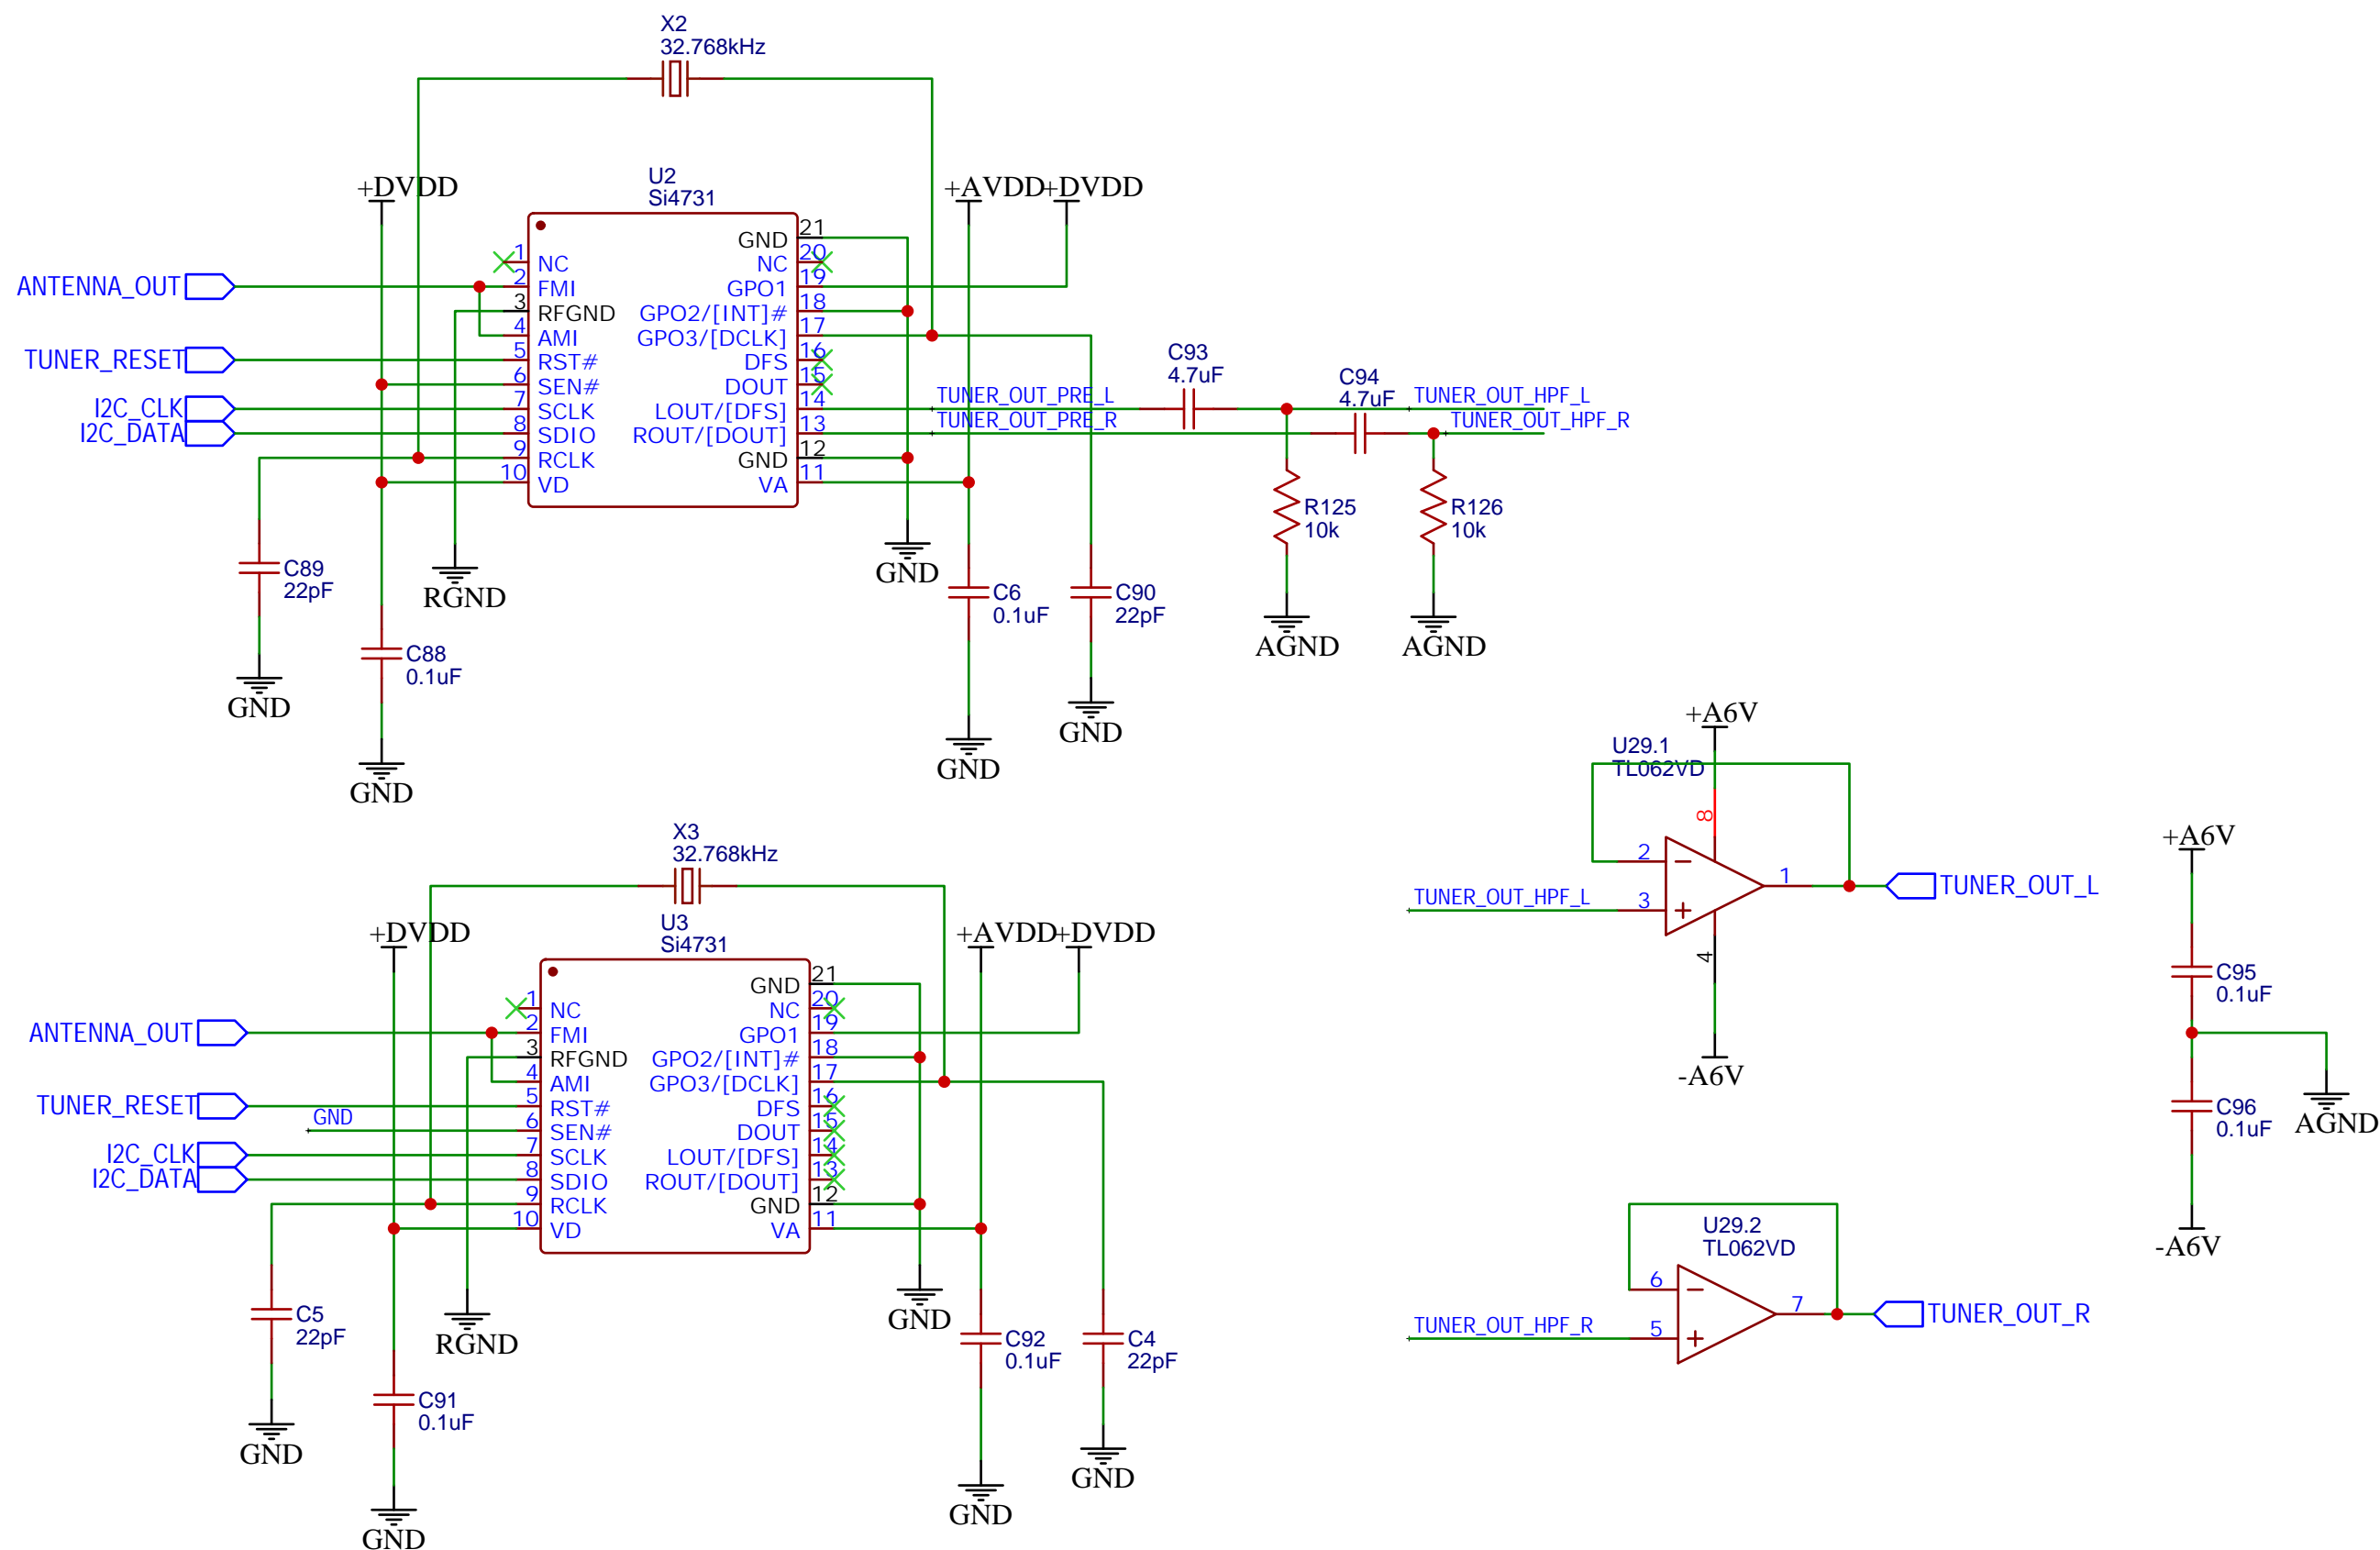 X2
32.768kHz
+DVDD
U2
Si4731
+AVDD
+DVDD
ANTENNA_OUT
TUNER_RESET
I2C_CLK
I2C_DATA
1 NC
2 FMI
3 RFGND
4 AMI
5 RST#
6 SEN#
7 SCLK
8 SDIO
9 RCLK
10 VD
GND 21
NC 20
GPO1 19
GPO2/[INT]# 18
GPO3/[DCLK] 17
DFS 16
DOUT 15
LOUT/[DFS] 14
ROUT/[DOUT] 13
GND 12
VA 11
TUNER_OUT_PRE_L
TUNER_OUT_PRE_R
C93
4.7uF
C94
4.7uF
TUNER_OUT_HPF_L
TUNER_OUT_HPF_R
R125
10k
R126
10k
AGND
AGND
C89
22pF
GND
RGND
C88
0.1uF
GND
GND
C6
0.1uF
GND
C90
22pF
GND
X3
32.768kHz
+DVDD
U3
Si4731
+AVDD
+DVDD
ANTENNA_OUT
TUNER_RESET
GND
I2C_CLK
I2C_DATA
1 NC
2 FMI
3 RFGND
4 AMI
5 RST#
6 SEN#
7 SCLK
8 SDIO
9 RCLK
10 VD
GND 21
NC 20
GPO1 19
GPO2/[INT]# 18
GPO3/[DCLK] 17
DFS 16
DOUT 15
LOUT/[DFS] 14
ROUT/[DOUT] 13
GND 12
VA 11
C5
22pF
GND
RGND
C91
0.1uF
GND
GND
C92
0.1uF
GND
C4
22pF
GND
+A6V
U29.1
TL062VD
8
2
3
1
4
TUNER_OUT_HPF_L
TUNER_OUT_L
-A6V
+A6V
C95
0.1uF
C96
0.1uF
AGND
-A6V
U29.2
TL062VD
6
5
7
TUNER_OUT_HPF_R
TUNER_OUT_R